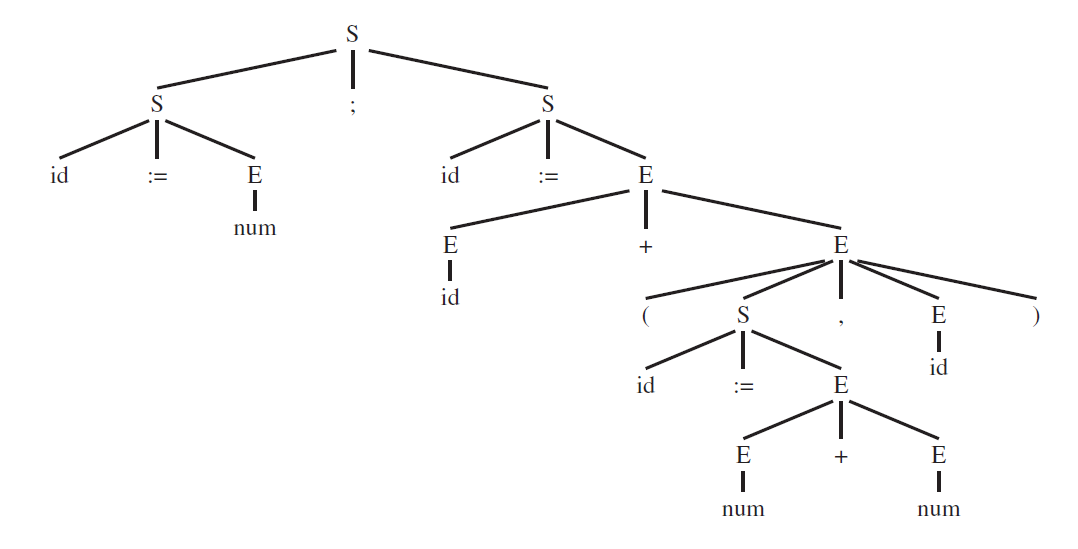 S
S ; S
id := E id := E
num
E + E
id
( S , E )
id
id := E
E + E
num num